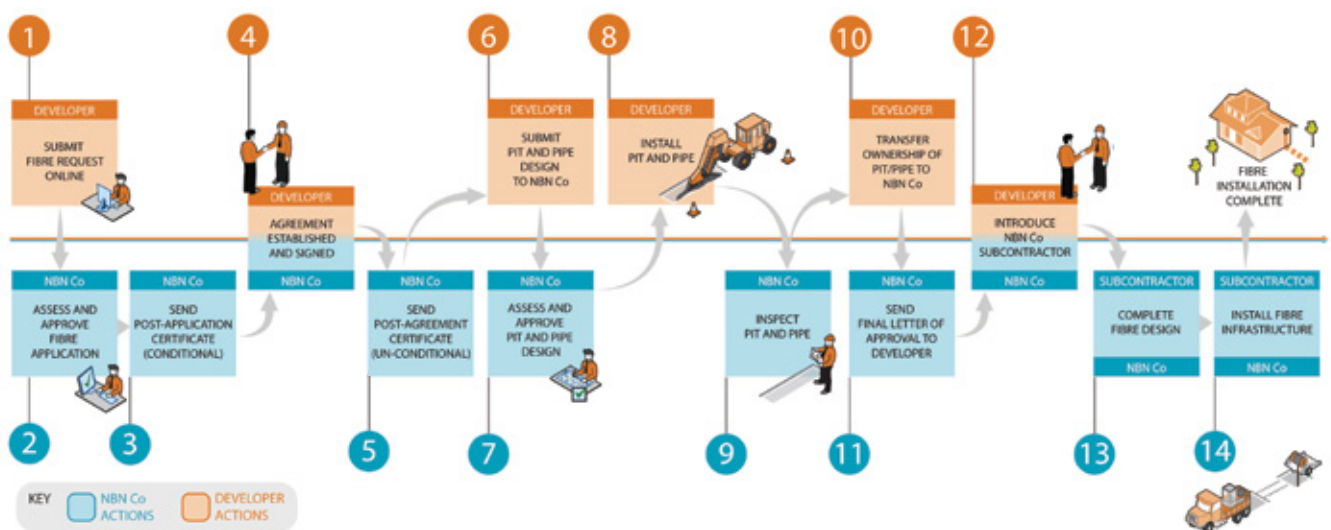 1
DEVELOPER
SUBMIT
FIBRE REQUEST
ONLINE
2
NBN Co
ASSESS AND
APPROVE
FIBRE
APPLICATION
3
NBN Co
SEND
POST-APPLICATION
CERTIFICATE
(CONDITIONAL)
4
DEVELOPER
AGREEMENT
ESTABLISHED
AND SIGNED
NBN Co
5
NBN Co
SEND
POST-AGREEMENT
CERTIFICATE
(UN-CONDITIONAL)
6
DEVELOPER
SUBMIT
PIT AND PIPE
DESIGN
TO NBN Co
7
NBN Co
ASSESS AND
APPROVE
PIT AND PIPE
DESIGN
8
DEVELOPER
INSTALL
PIT AND PIPE
9
NBN Co
INSPECT
PIT AND PIPE
10
DEVELOPER
TRANSFER
OWNERSHIP OF
PIT/PIPE TO
NBN Co
11
NBN Co
SEND
FINAL LETTER OF
APPROVAL TO
DEVELOPER
12
DEVELOPER
INTRODUCE
NBN Co
SUBCONTRACTOR
NBN Co
13
SUBCONTRACTOR
COMPLETE
FIBRE DESIGN
NBN Co
14
SUBCONTRACTOR
INSTALL FIBRE
INFRASTRUCTURE
NBN Co
FIBRE
INSTALLATION
COMPLETE
KEY
NBN Co
ACTIONS
DEVELOPER
ACTIONS